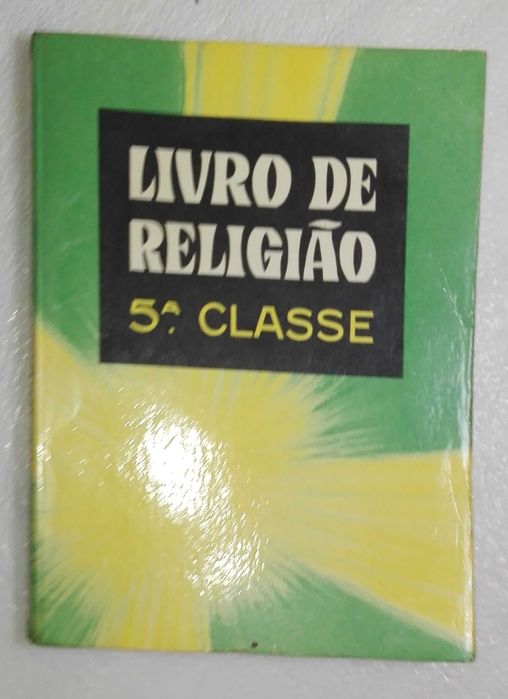 LIVRO DE
RELIGIÃO
5ª. CLASSE